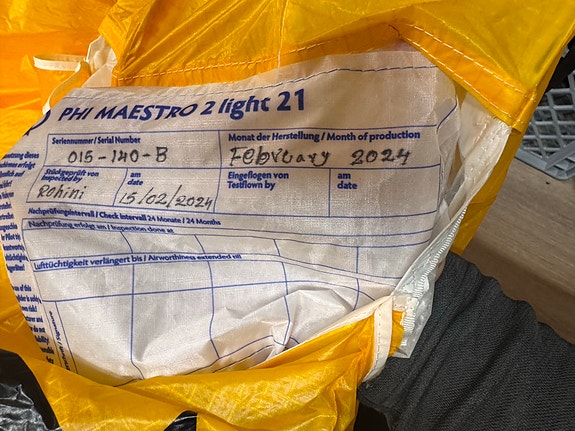 PHI MAESTRO 2 light 21
Seriennummer / Serial Number
015-140-B
Monat der Herstellung / Month of production
February 2024
Stückgeprüft von
Inspected by
Rohini
am
date
15/02/2024
Eingeflogen von
Testflown by
am
date
Nachprüfungsintervall / Check Intervall 24 Monate / 24 Months
Nachprüfung erfolgt am / Inspection done at
Lufttüchtigkeit verlängert bis / Airworthiness extended till